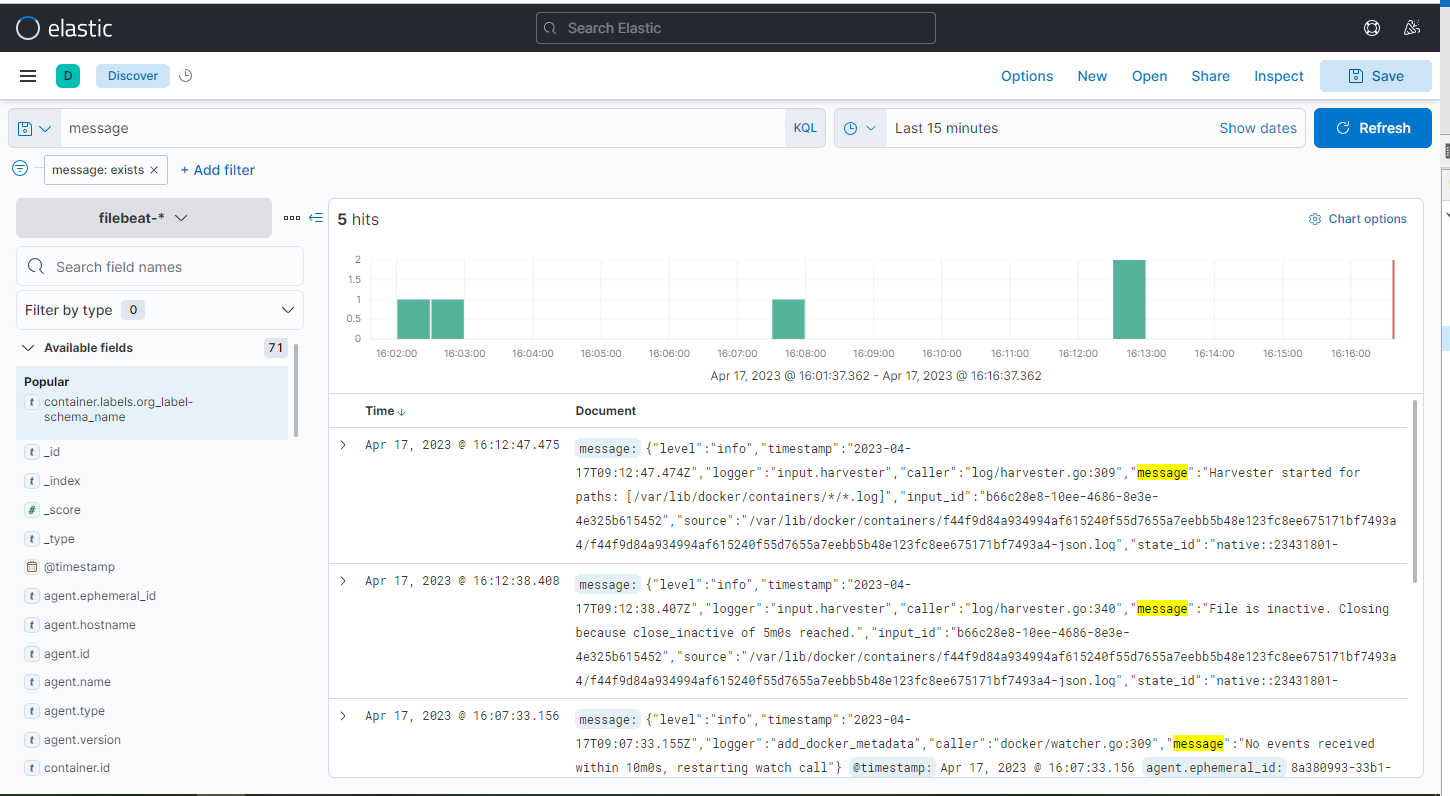 elastic
Search Elastic
D
Discover
Options
New
Open
Share
Inspect
Save
message
KQL
Last 15 minutes
Show dates
Refresh
message: exists
+ Add filter
filebeat-*
Search field names
Filter by type 0
Available fields 71
Popular
t container.labels.org_label-
schema_name
t _id
t _index
# _score
t _type
@timestamp
t agent.ephemeral_id
t agent.hostname
t agent.id
t agent.name
t agent.type
t agent.version
t container.id
5 hits
Chart options
2
1.5
1
0.5
0
16:02:00 16:03:00 16:04:00 16:05:00 16:06:00 16:07:00 16:08:00 16:09:00 16:10:00 16:11:00 16:12:00 16:13:00 16:14:00 16:15:00 16:16:00
Apr 17, 2023 @ 16:01:37.362 - Apr 17, 2023 @ 16:16:37.362
Time Document
Apr 17, 2023 @ 16:12:47.475
message: {"level":"info","timestamp":"2023-04-
17T09:12:47.474Z","logger":"input.harvester","caller":"log/harvester.go:309","message":"Harvester started for
paths: [/var/lib/docker/containers/*/*.log]","input_id":"b66c28e8-10ee-4686-8e3e-
4e325b615452","source":"/var/lib/docker/containers/f44f9d84a934994af615240f55d7655a7eebb5b48e123fc8ee675171bf7493a
4/f44f9d84a934994af615240f55d7655a7eebb5b48e123fc8ee675171bf7493a4-json.log","state_id":"native::23431801-
Apr 17, 2023 @ 16:12:38.408
message: {"level":"info","timestamp":"2023-04-
17T09:12:38.407Z","logger":"input.harvester","caller":"log/harvester.go:340","message":"File is inactive. Closing
because close_inactive of 5m0s reached.","input_id":"b66c28e8-10ee-4686-8e3e-
4e325b615452","source":"/var/lib/docker/containers/f44f9d84a934994af615240f55d7655a7eebb5b48e123fc8ee675171bf7493a
4/f44f9d84a934994af615240f55d7655a7eebb5b48e123fc8ee675171bf7493a4-json.log","state_id":"native::23431801-
Apr 17, 2023 @ 16:07:33.156
message: {"level":"info","timestamp":"2023-04-
17T09:07:33.155Z","logger":"add_docker_metadata","caller":"docker/watcher.go:309","message":"No events received
within 10m0s, restarting watch call"} @timestamp: Apr 17, 2023 @ 16:07:33.156 agent.ephemeral_id: 8a380993-33b1-